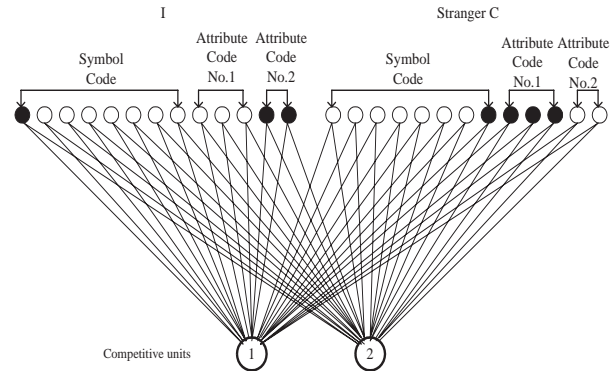 I
Stranger C
Symbol
Code
Attribute
Code
No.1
Attribute
Code
No.2
Symbol
Code
Attribute
Code
No.1
Attribute
Code
No.2
Competitive units
1
2